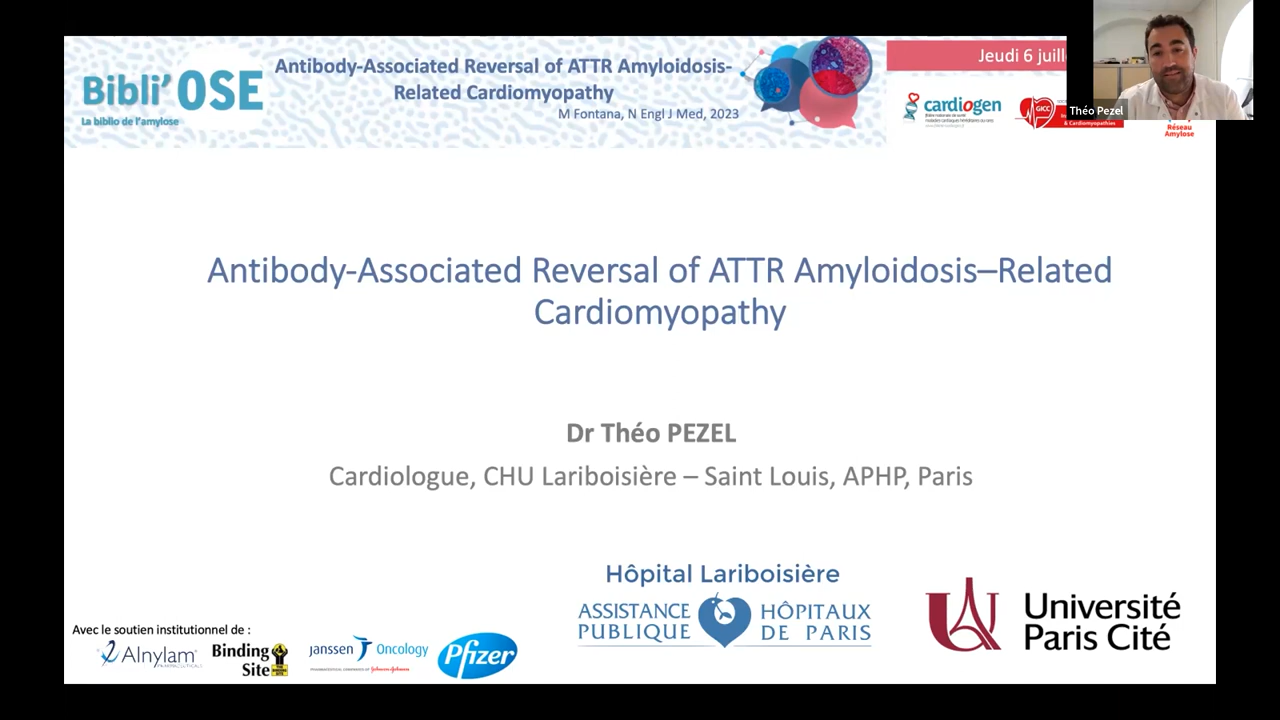 Bibli'OSE
La biblio de l'amylose
Antibody-Associated Reversal of ATTR Amyloidosis-
Related Cardiomyopathy
M Fontana, N Engl J Med, 2023
Jeudi 6 juill
cardiogen
GICC
& Cardiomyopathies
Réseau
Amylose
Théo Pezel
Antibody-Associated Reversal of ATTR Amyloidosis–Related
Cardiomyopathy
Dr Théo PEZEL
Cardiologue, CHU Lariboisière – Saint Louis, APHP, Paris
Hôpital Lariboisière
ASSISTANCE PUBLIQUE
HÔPITAUX DE PARIS
Université
Paris Cité
Avec le soutien institutionnel de :
Alnylam
Binding
Site
janssen Oncology
Pfizer